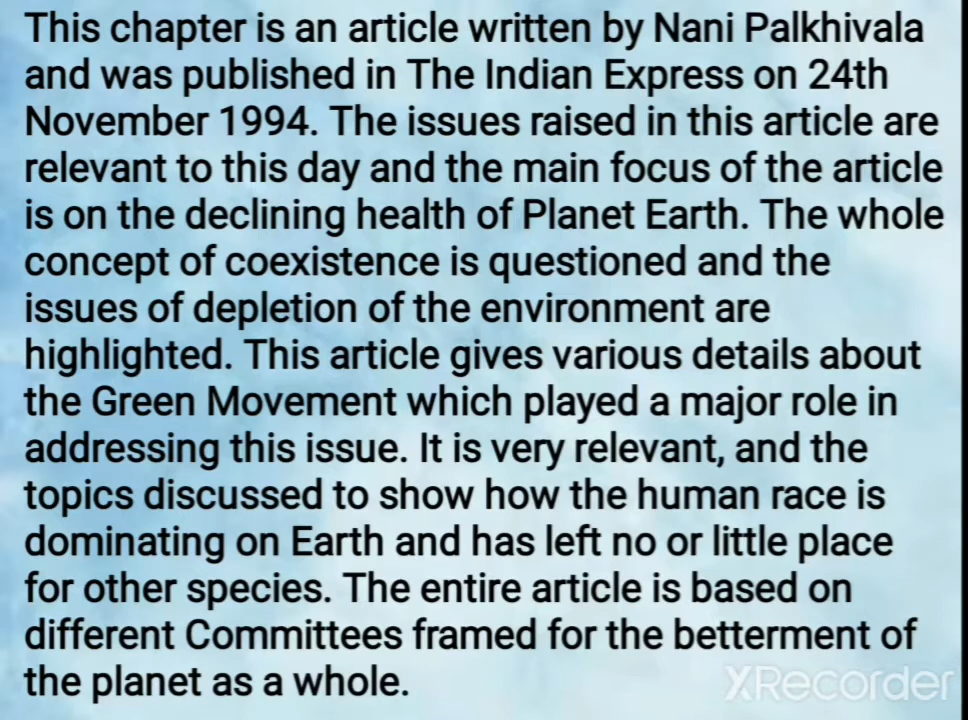 This chapter is an article written by Nani Palkhivala
and was published in The Indian Express on 24th
November 1994. The issues raised in this article are
relevant to this day and the main focus of the article
is on the declining health of Planet Earth. The whole
concept of coexistence is questioned and the
issues of depletion of the environment are
highlighted. This article gives various details about
the Green Movement which played a major role in
addressing this issue. It is very relevant, and the
topics discussed to show how the human race is
dominating on Earth and has left no or little place
for other species. The entire article is based on
different Committees framed for the betterment of
the planet as a whole.
XRecorder